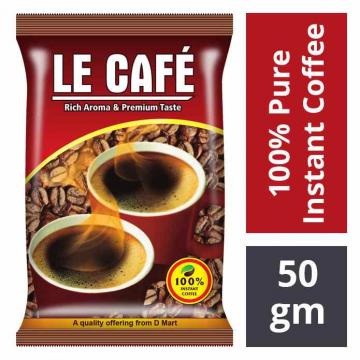 LE CAFÉ
Rich Aroma & Premium Taste
100%
INSTANT
COFFEE
A quality offering from D Mart
100% Pure
Instant Coffee
50
gm